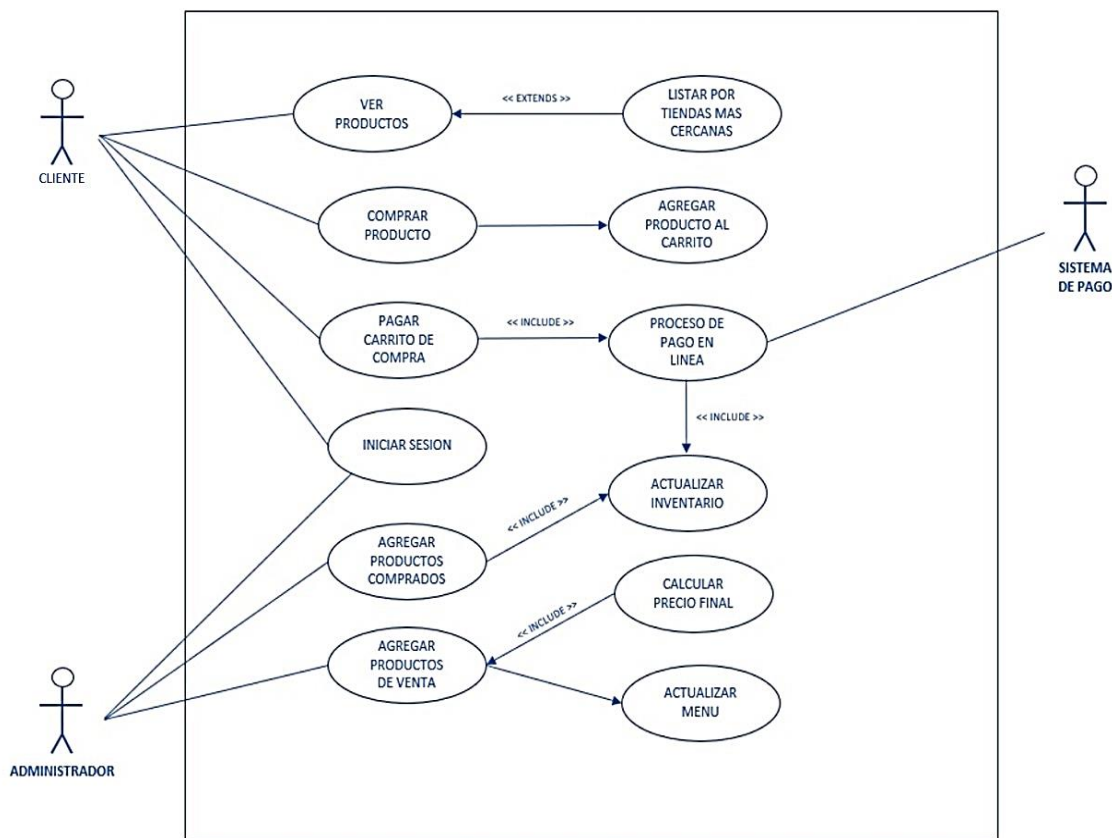 VER
PRODUCTOS
<< EXTENDS >>
LISTAR POR
TIENDAS MAS
CERCANAS
CLIENTE
COMPRAR
PRODUCTO
AGREGAR
PRODUCTO AL
CARRITO
SISTEMA
DE PAGO
PAGAR
CARRITO DE
COMPRA
<< INCLUDE >>
PROCESO DE
PAGO EN
LINEA
<< INCLUDE >>
INICIAR SESION
ACTUALIZAR
INVENTARIO
<< INCLUDE >>
AGREGAR
PRODUCTOS
COMPRADOS
CALCULAR
PRECIO FINAL
<< INCLUDE >>
AGREGAR
PRODUCTOS
DE VENTA
ACTUALIZAR
MENU
ADMINISTRADOR